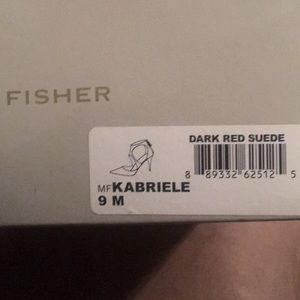 FISHER
DARK RED SUEDE
8 89332 62512 5
MFKABRIELE
9 M